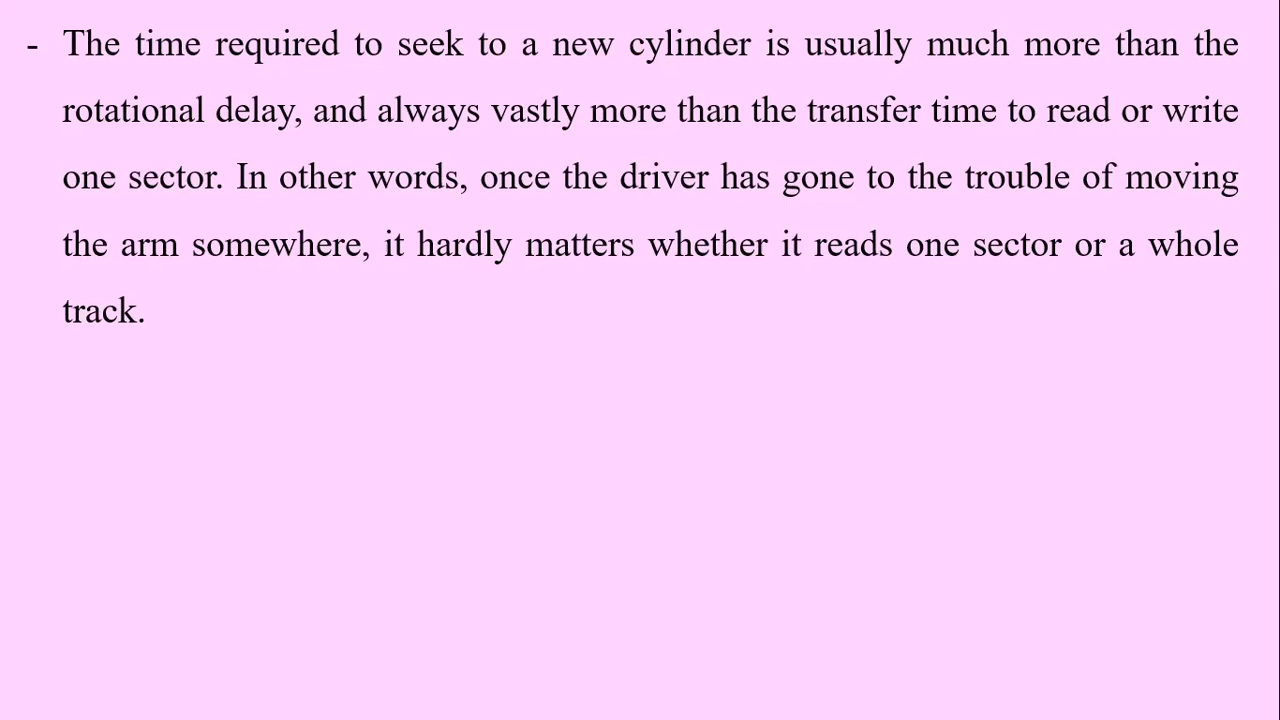 - The time required to seek to a new cylinder is usually much more than the
rotational delay, and always vastly more than the transfer time to read or write
one sector. In other words, once the driver has gone to the trouble of moving
the arm somewhere, it hardly matters whether it reads one sector or a whole
track.